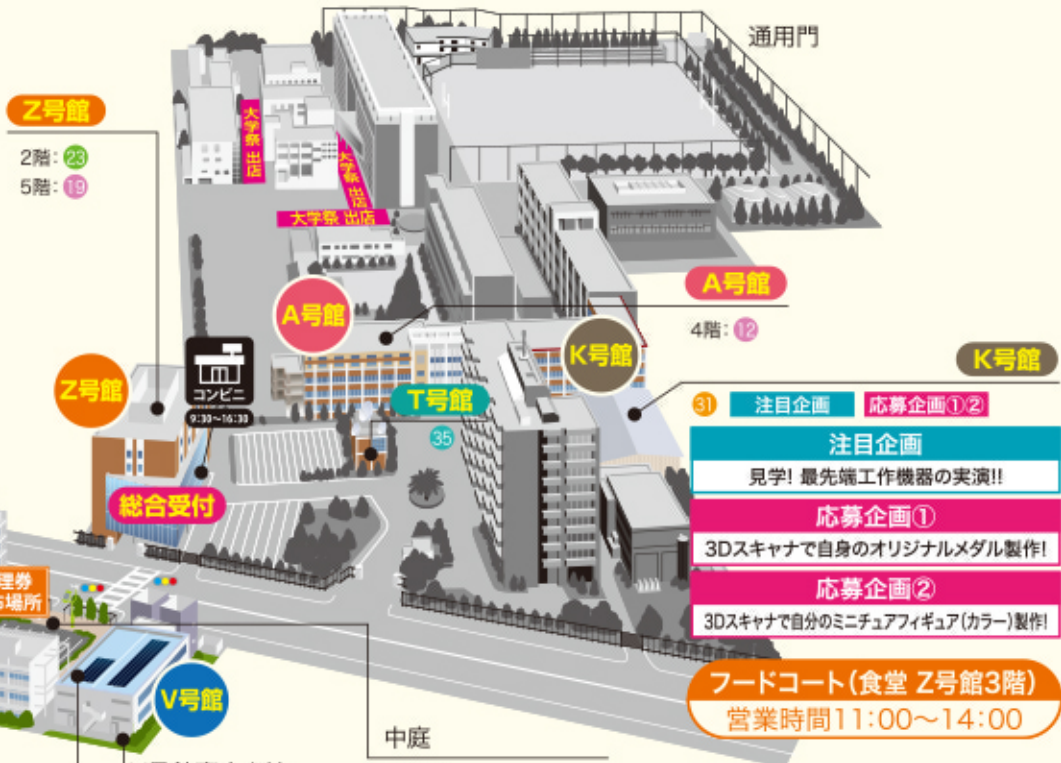 通用門
Z号館
2階：23
5階：19
大学祭 出店
大学祭 出店
大学祭 出店
A号館
A号館
4階：12
K号館
K号館
Z号館
コンビニ
9:30〜16:30
T号館
35
31 注目企画 応募企画①②
注目企画
見学! 最先端工作機器の実演!!
応募企画①
3Dスキャナで自身のオリジナルメダル製作!
応募企画②
3Dスキャナで自分のミニチュアフィギュア(カラー)製作!
総合受付
理券
場所
V号館
フードコート(食堂 Z号館3階)
営業時間11:00〜14:00
中庭